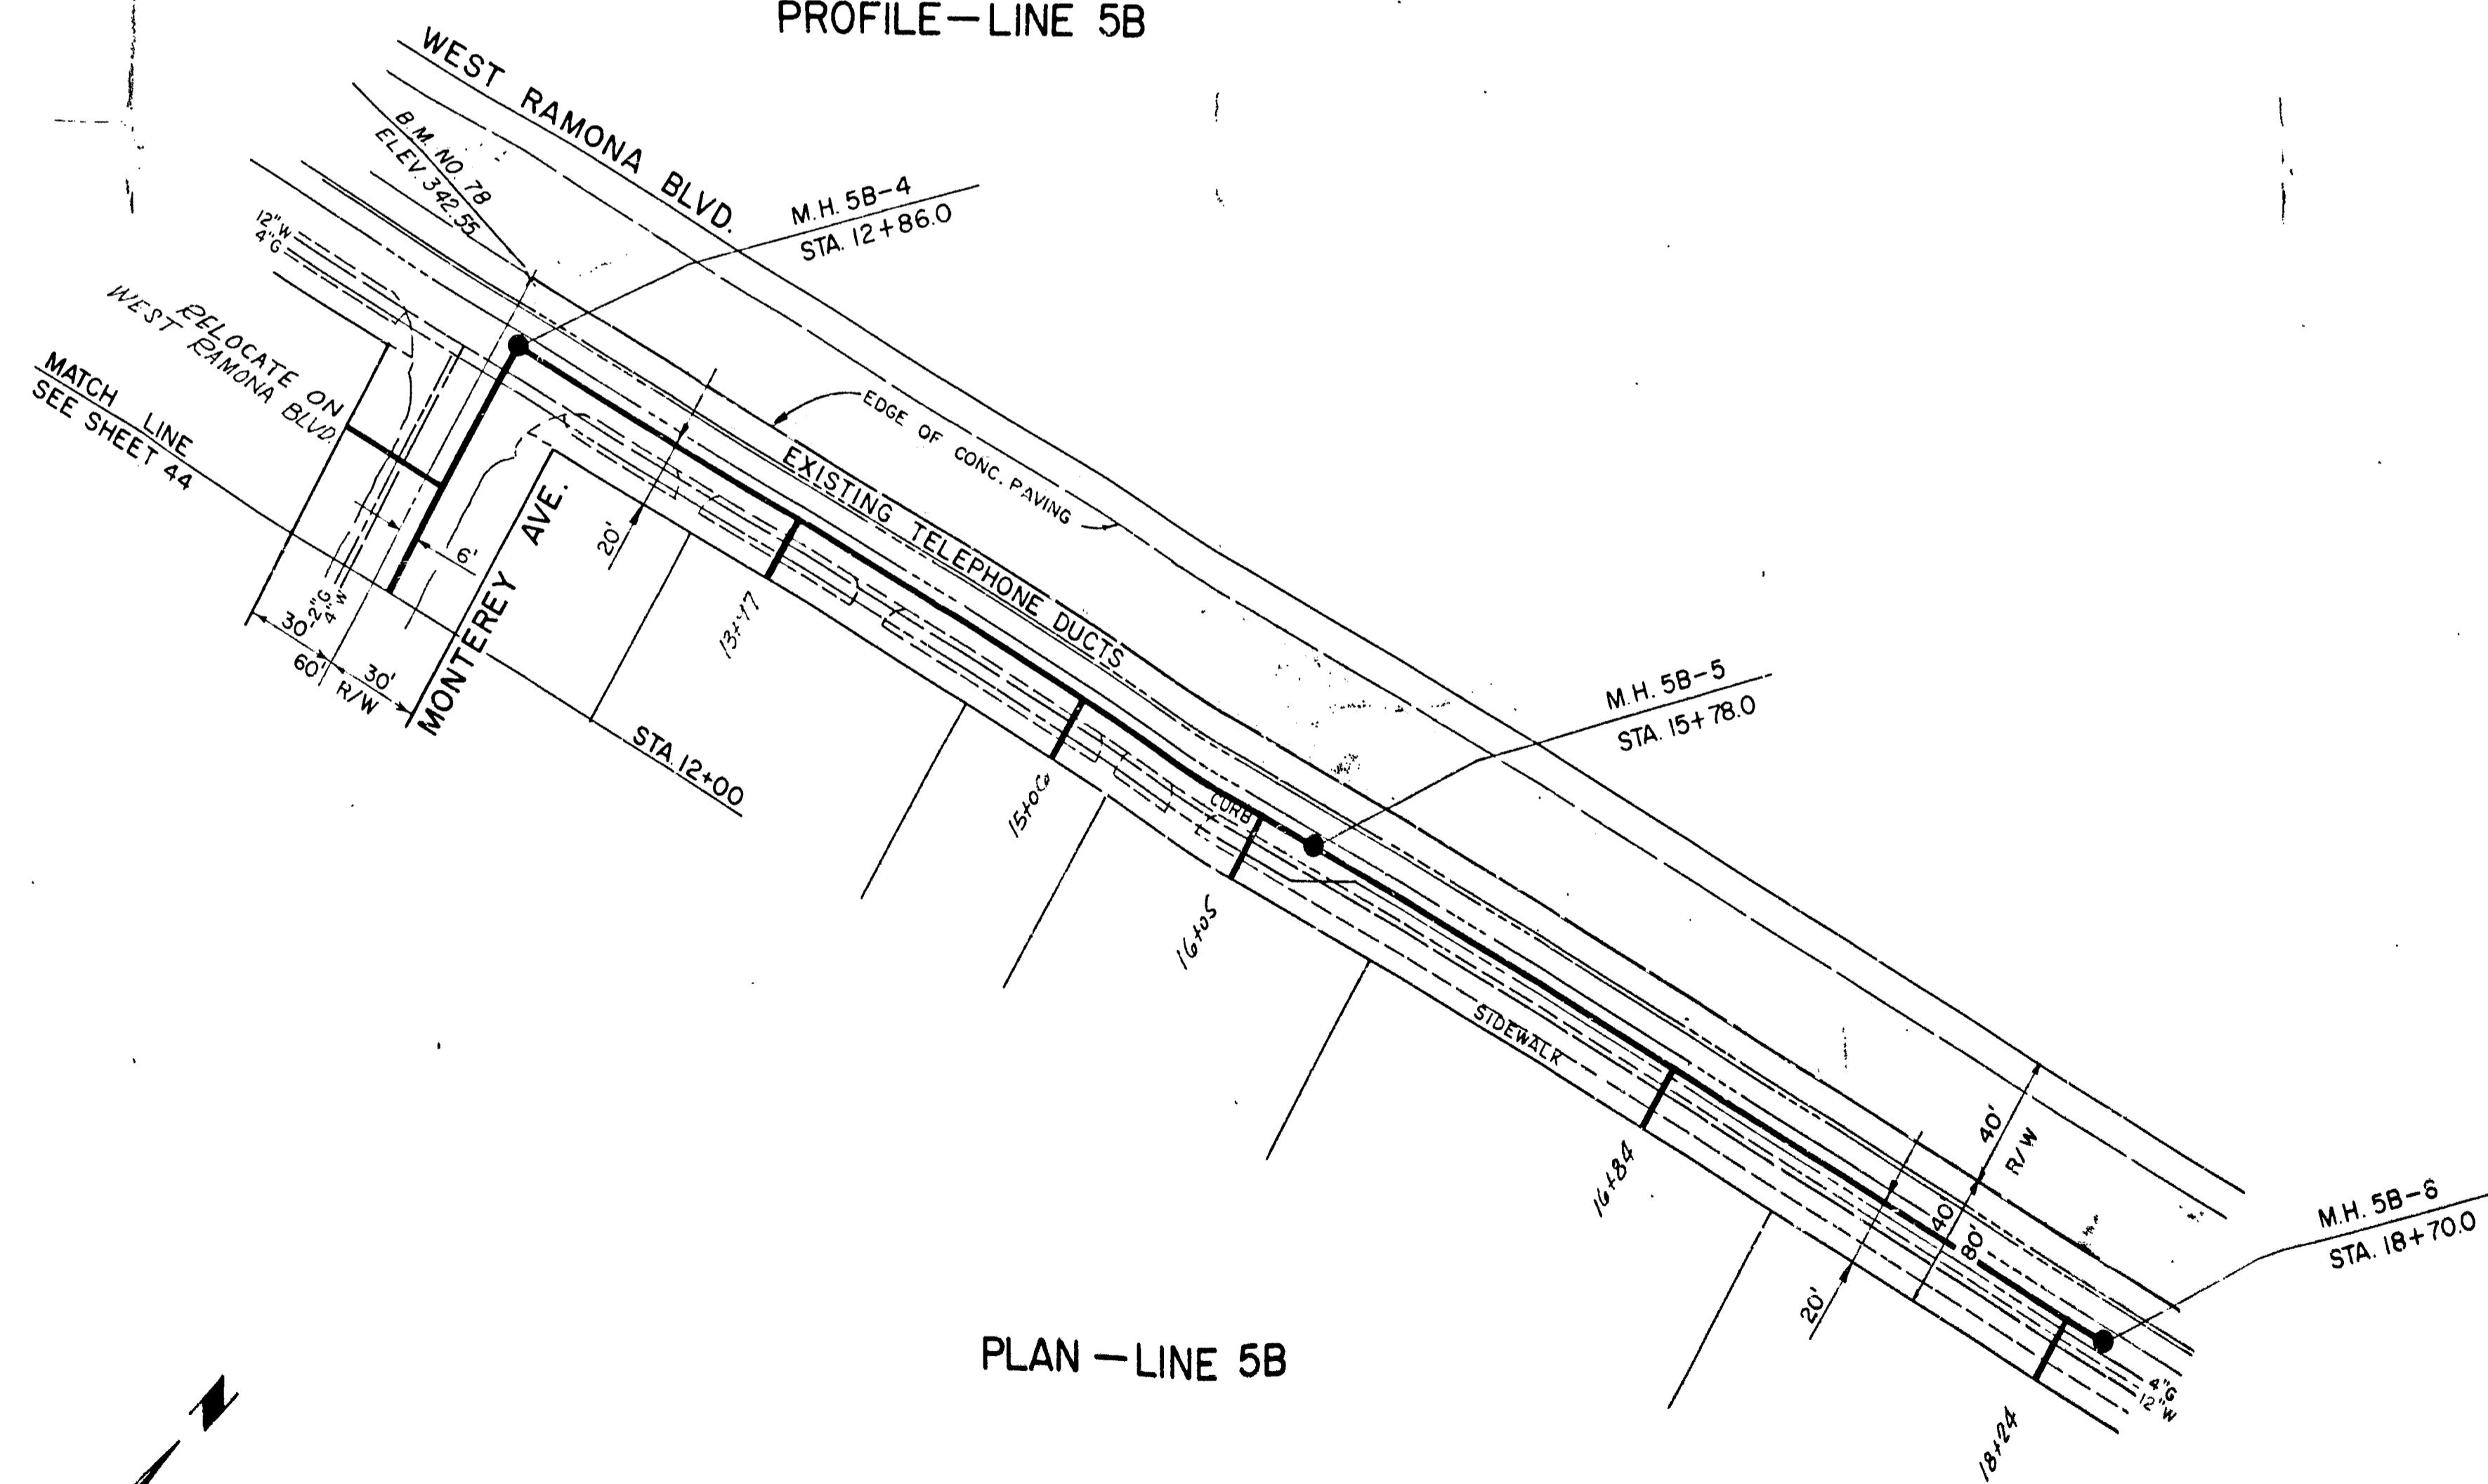 PROFILE—LINE 5B
WEST RAMONA BLVD.
B.M. NO. 78
ELEV. 342.55
M.H. 5B-4
STA. 12+86.0
12"W
4"G
RELOCATE ON
WEST RAMONA BLVD.
MATCH LINE
SEE SHEET 44
EDGE OF CONC. PAVING
EXISTING TELEPHONE DUCTS
20'
6'
MONTEREY AVE.
2"G
4"W
30'
60'
30'
R/W
STA. 12+00
15+06
CURB
M.H. 5B-5
STA. 15+78.0
16+05
SIDEWALK
16+84
40'
R/W
40'
80'
20'
M.H. 5B-6
STA. 18+70.0
4"G
12"W
18+24
PLAN—LINE 5B
N